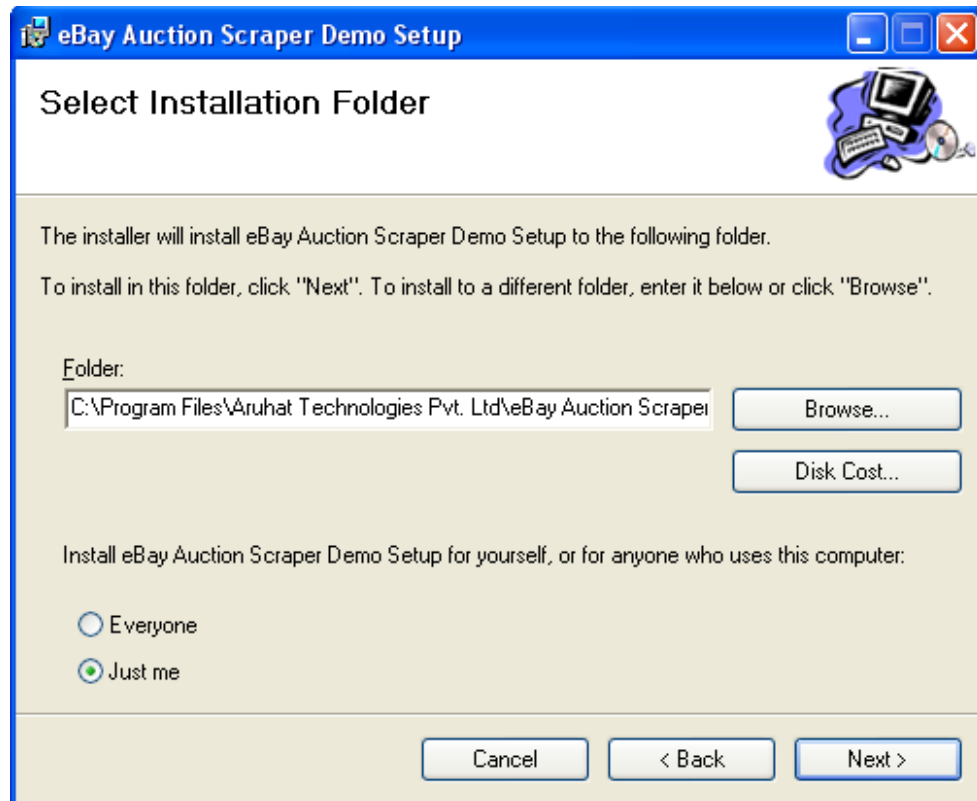 eBay Auction Scraper Demo Setup
Select Installation Folder
The installer will install eBay Auction Scraper Demo Setup to the following folder.
To install in this folder, click "Next". To install to a different folder, enter it below or click "Browse".
Folder:
C:\Program Files\Aruhat Technologies Pvt. Ltd\eBay Auction Scraper
Browse...
Disk Cost...
Install eBay Auction Scraper Demo Setup for yourself, or for anyone who uses this computer:
Everyone
Just me
Cancel
< Back
Next >